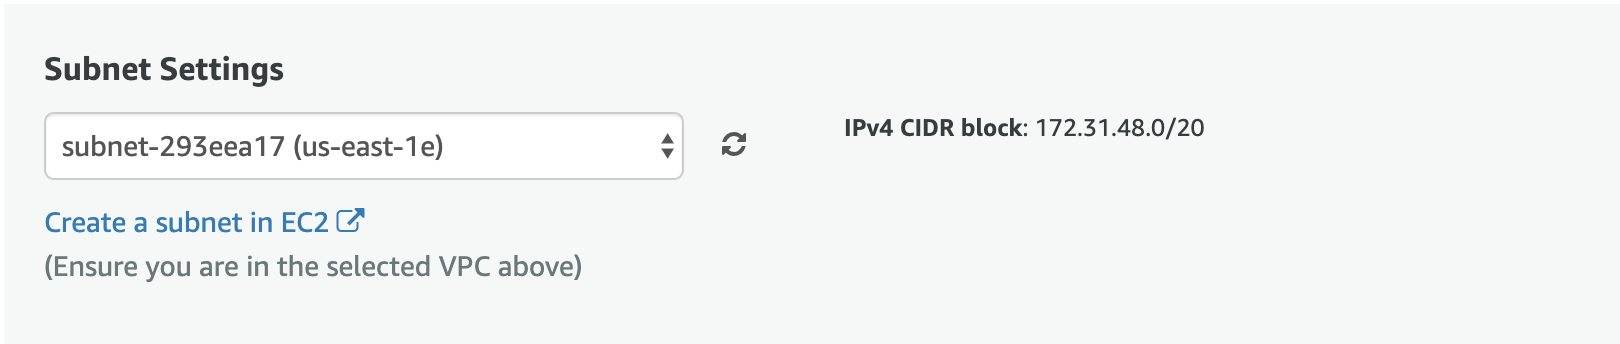 Subnet Settings
subnet-293eea17 (us-east-1e)
IPv4 CIDR block: 172.31.48.0/20
Create a subnet in EC2
(Ensure you are in the selected VPC above)